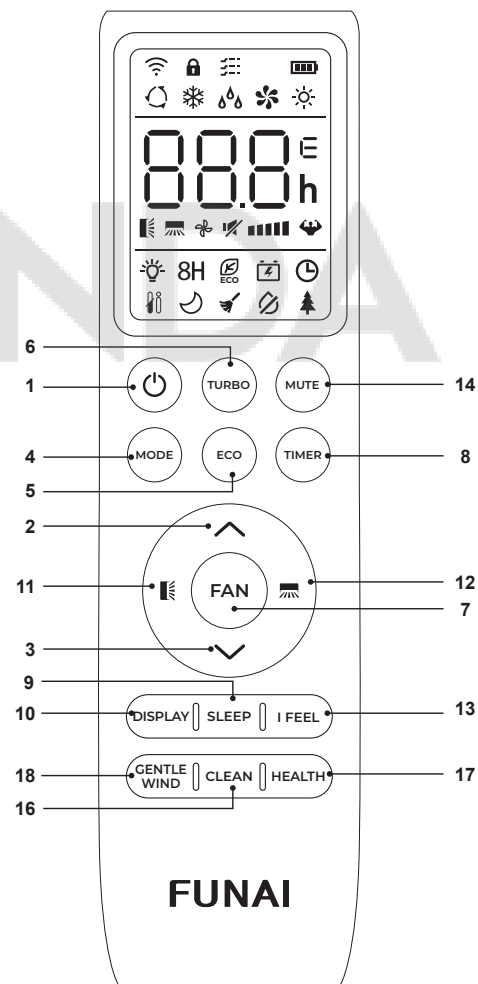 88.8 E
h
8H ECO
NDA
6
1 TURBO MUTE 14
4 MODE ECO TIMER 8
5
2
11 FAN 12
7
3
9
10 DISPLAY SLEEP I FEEL 13
18 GENTLE WIND CLEAN HEALTH 17
16
FUNAI